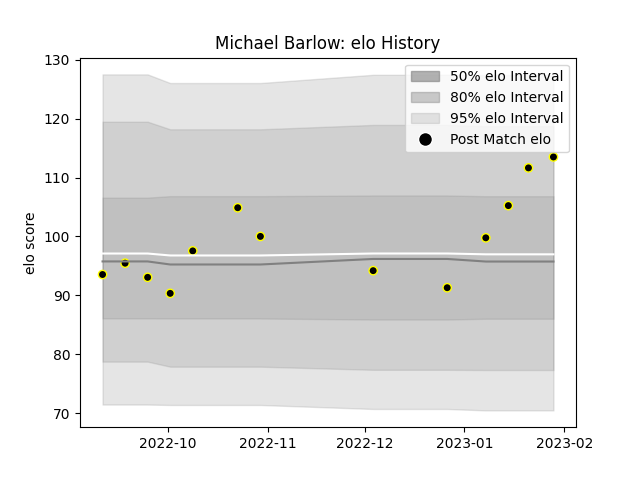 Michael Barlow: elo History
130
120
110
100
90
80
70
elo score
50% elo Interval
80% elo Interval
95% elo Interval
Post Match elo
2022-10
2022-11
2022-12
2023-01
2023-02